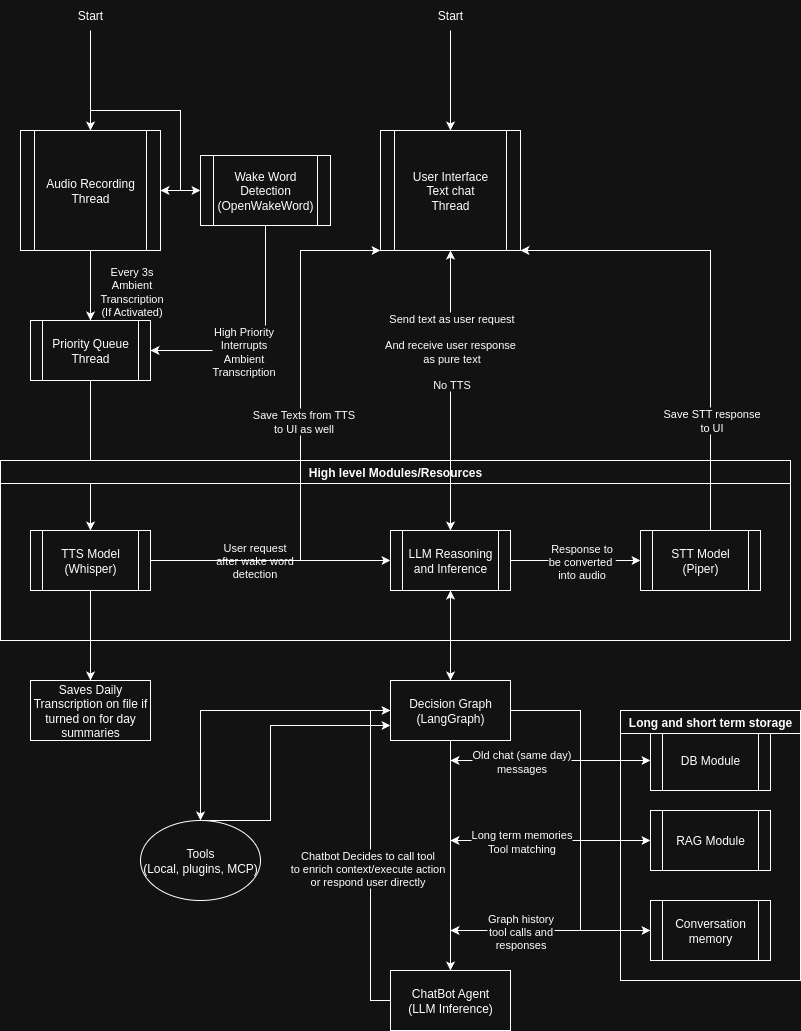 Start
Start
Audio Recording
Thread
Wake Word
Detection
(OpenWakeWord)
User Interface
Text chat
Thread
Every 3s
Ambient
Transcription
(If Activated)
Priority Queue
Thread
High Priority
Interrupts
Ambient
Transcription
Send text as user request
And receive user response
as pure text
No TTS
Save Texts from TTS
to UI as well
Save STT response
to UI
High level Modules/Resources
TTS Model
(Whisper)
User request
after wake word
detection
LLM Reasoning
and Inference
Response to
be converted
into audio
STT Model
(Piper)
Saves Daily
Transcription on file if
turned on for day
summaries
Decision Graph
(LangGraph)
Long and short term storage
Old chat (same day)
messages
DB Module
Long term memories
Tool matching
RAG Module
Tools
(Local, plugins, MCP)
Chatbot Decides to call tool
to enrich context/execute action
or respond user directly
Graph history
tool calls and
responses
Conversation
memory
ChatBot Agent
(LLM Inference)